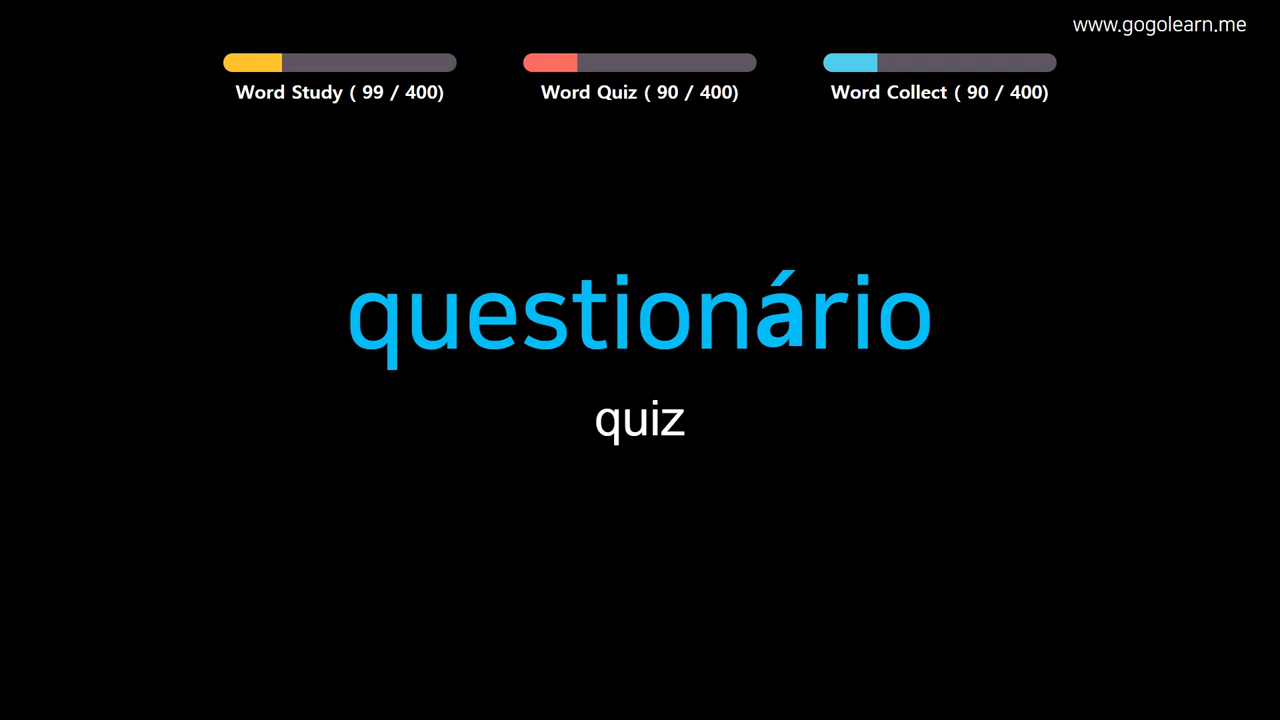 www.gogolearn.me
Word Study ( 99 / 400)
Word Quiz ( 90 / 400)
Word Collect ( 90 / 400)
questionário
quiz